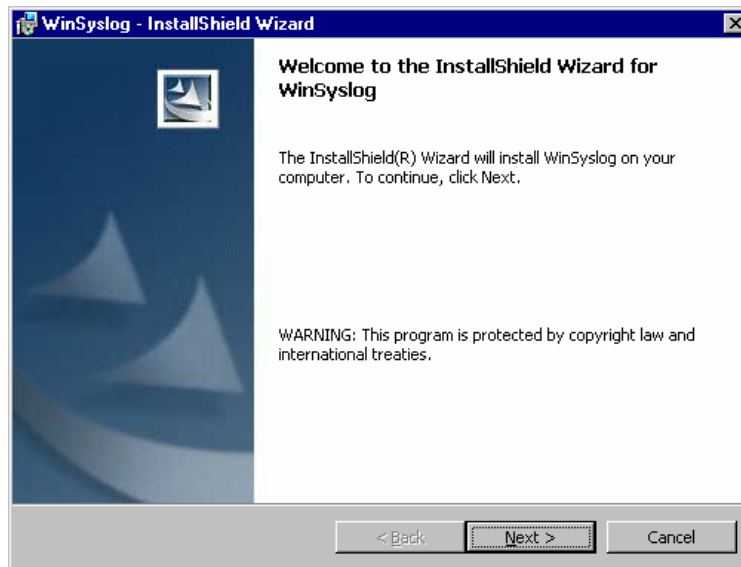 WinSyslog - InstallShield Wizard
Welcome to the InstallShield Wizard for
WinSyslog
The InstallShield(R) Wizard will install WinSyslog on your
computer. To continue, click Next.
WARNING: This program is protected by copyright law and
international treaties.
< Back
Next >
Cancel